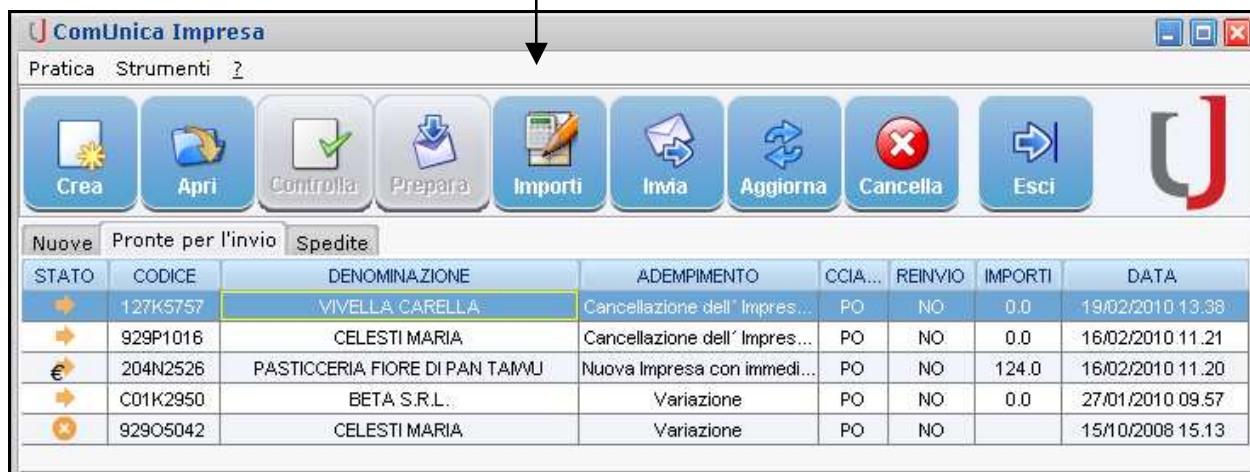 ComUnica Impresa
Pratica Strumenti ?
Crea Apri Controlla Prepara Importi Invia Aggiorna Cancella Esci
Nuove Pronte per l'invio Spedite
STATO CODICE DENOMINAZIONE ADEMPIMENTO CCIA... REINVIO IMPORTI DATA
127K5757 VIVELLA CARELLA Cancellazione dell´ Impres... PO NO 0.0 19/02/2010 13.38
929P1016 CELESTI MARIA Cancellazione dell´ Impres... PO NO 0.0 16/02/2010 11.21
€ 204N2526 PASTICCERIA FIORE DI PAN PO NO 124.0 16/02/2010 11.20 Nuova Impresa con immedi...
C01K2950 BETA S.R.L. Variazione PO NO 0.0 27/01/2010 09.57
929O5042 CELESTI MARIA Variazione PO NO 15/10/2008 15.13